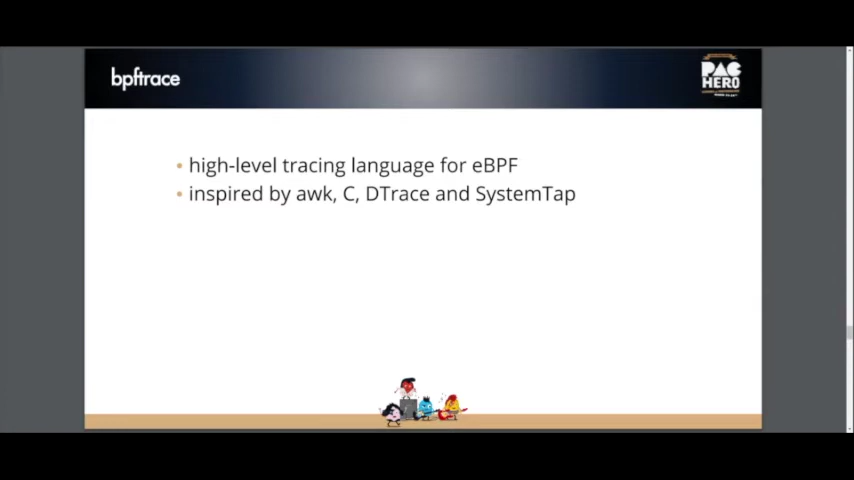 bpftrace
PAC
HERO
• high-level tracing language for eBPF
• inspired by awk, C, DTrace and SystemTap